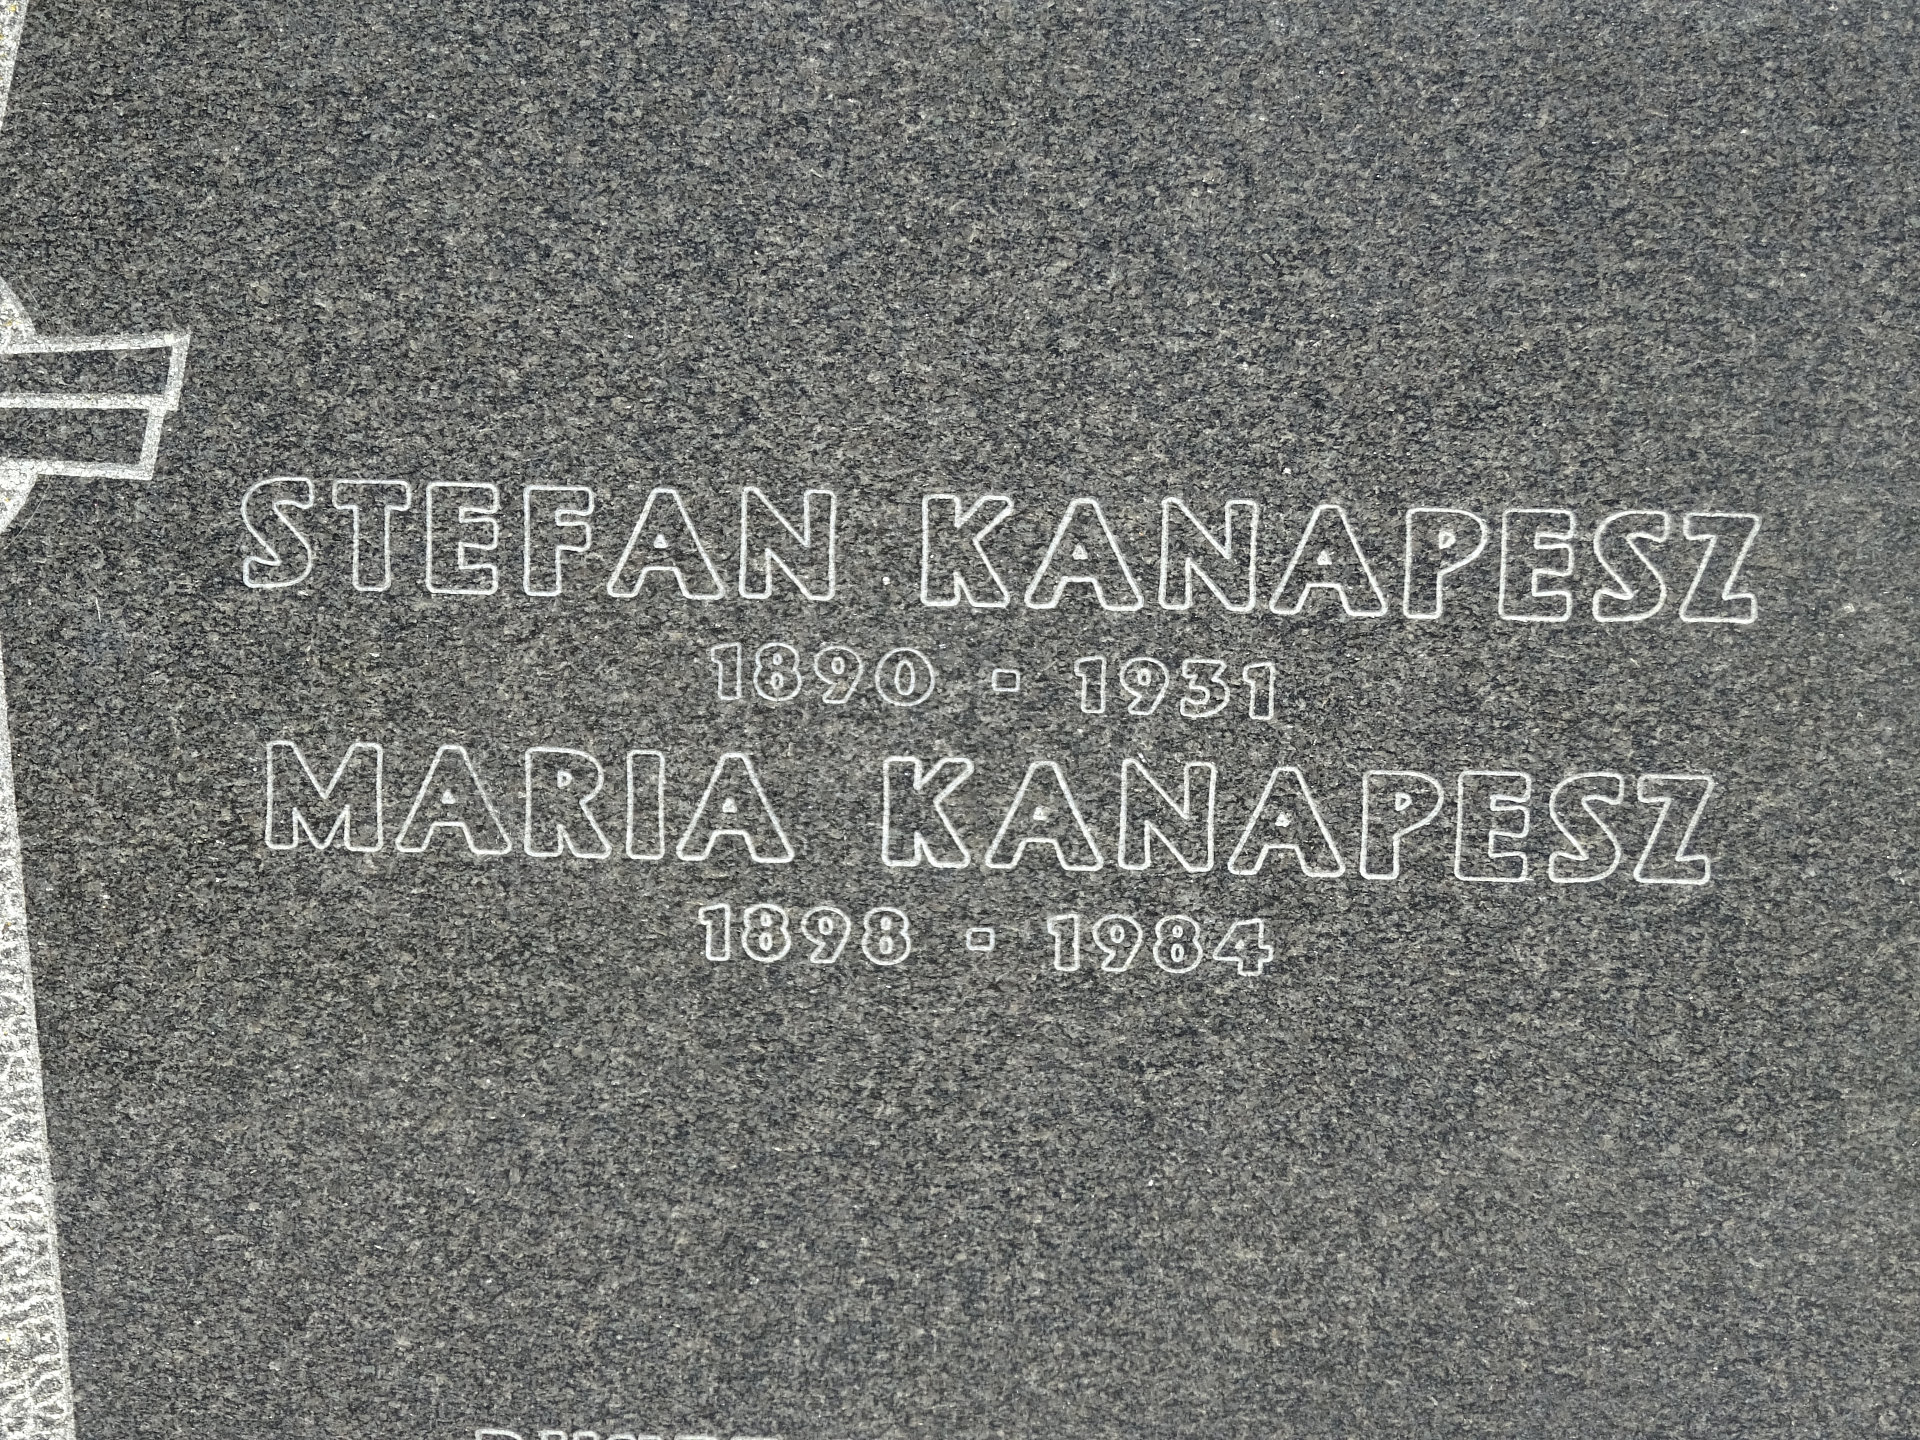 STEFAN KANAPESZ
1890 - 1931
MARIA KANAPESZ
1898 - 1984